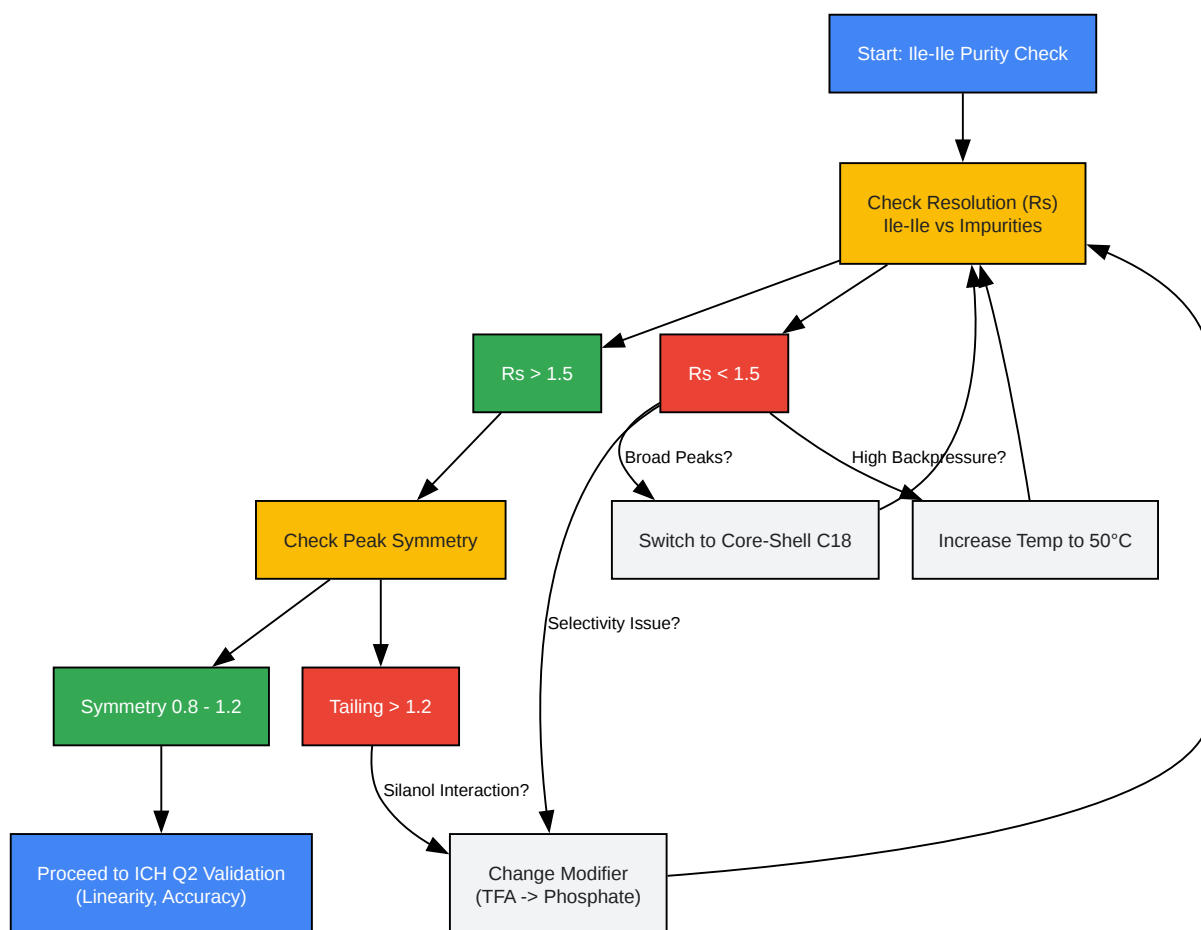 Start: Ile-Ile Purity Check
Check Resolution (Rs)
Ile-Ile vs Impurities
Rs > 1.5
Rs < 1.5
Broad Peaks?
High Backpressure?
Check Peak Symmetry
Switch to Core-Shell C18
Increase Temp to 50°C
Selectivity Issue?
Symmetry 0.8 - 1.2
Tailing > 1.2
Silanol Interaction?
Proceed to ICH Q2 Validation
(Linearity, Accuracy)
Change Modifier
(TFA -> Phosphate)